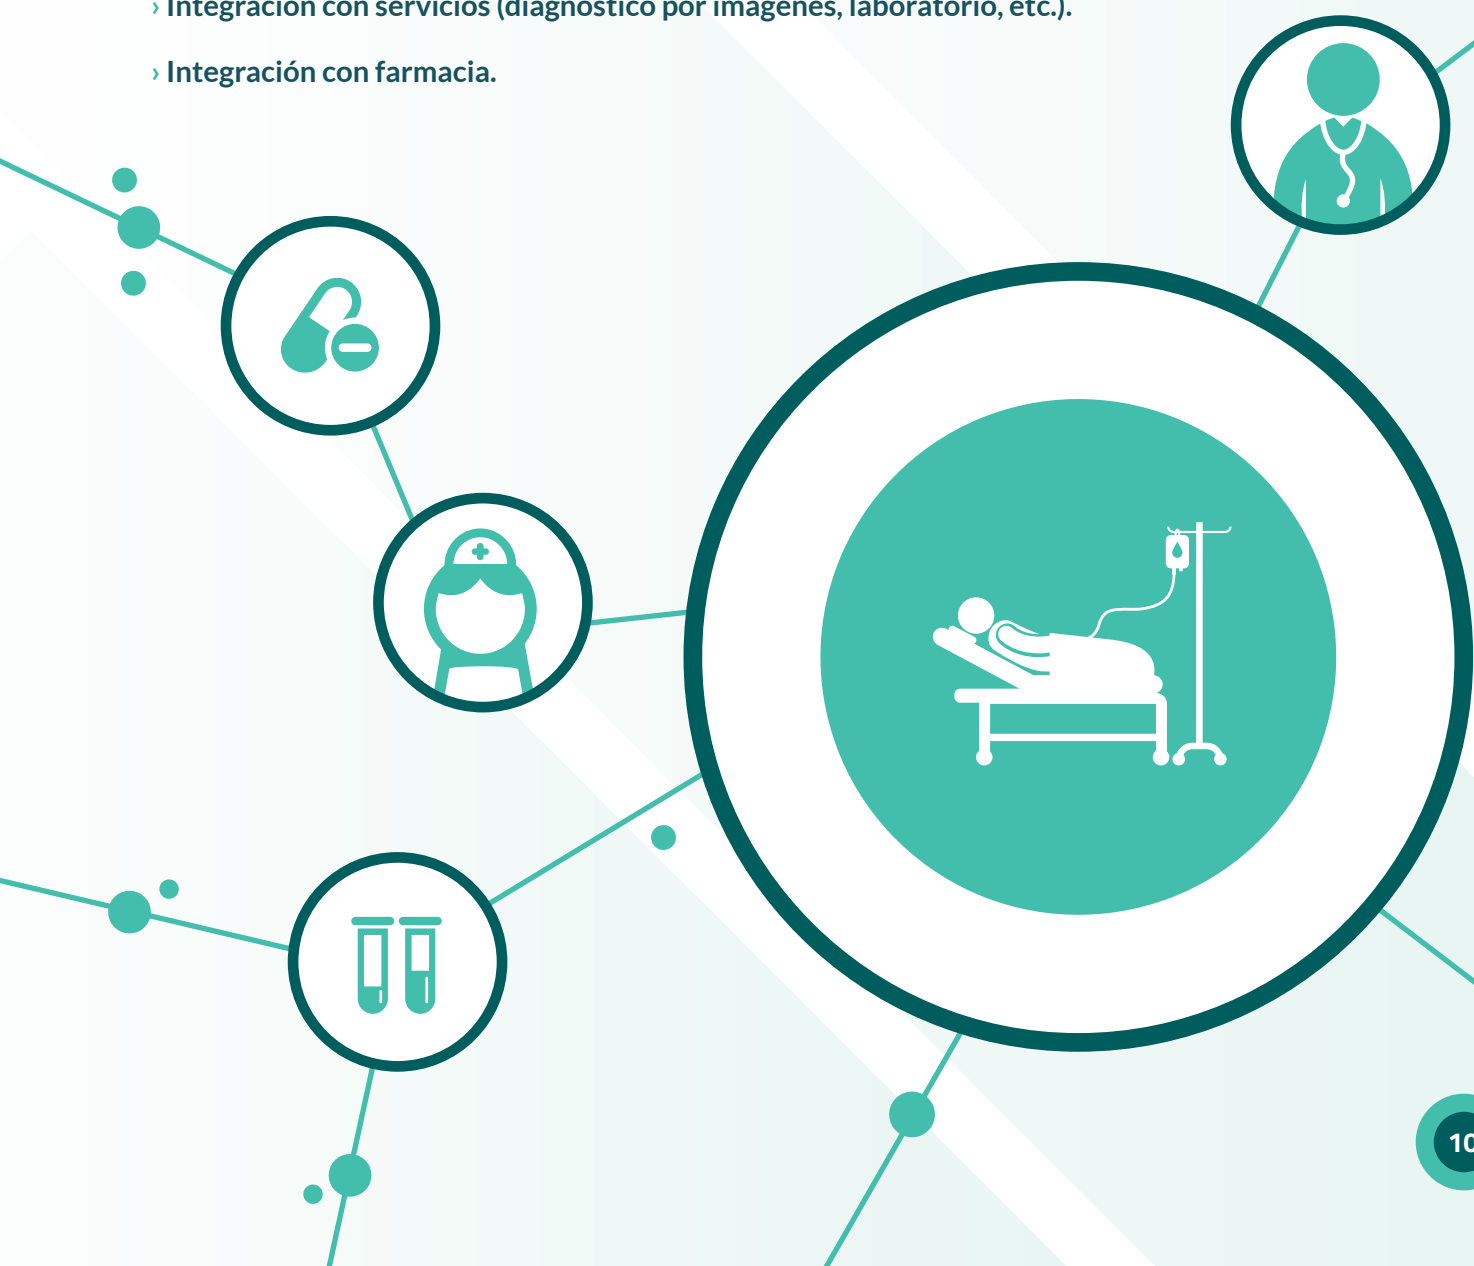 › Integración con servicios (diagnóstico por imágenes, laboratorio, etc.).
› Integración con farmacia.
10